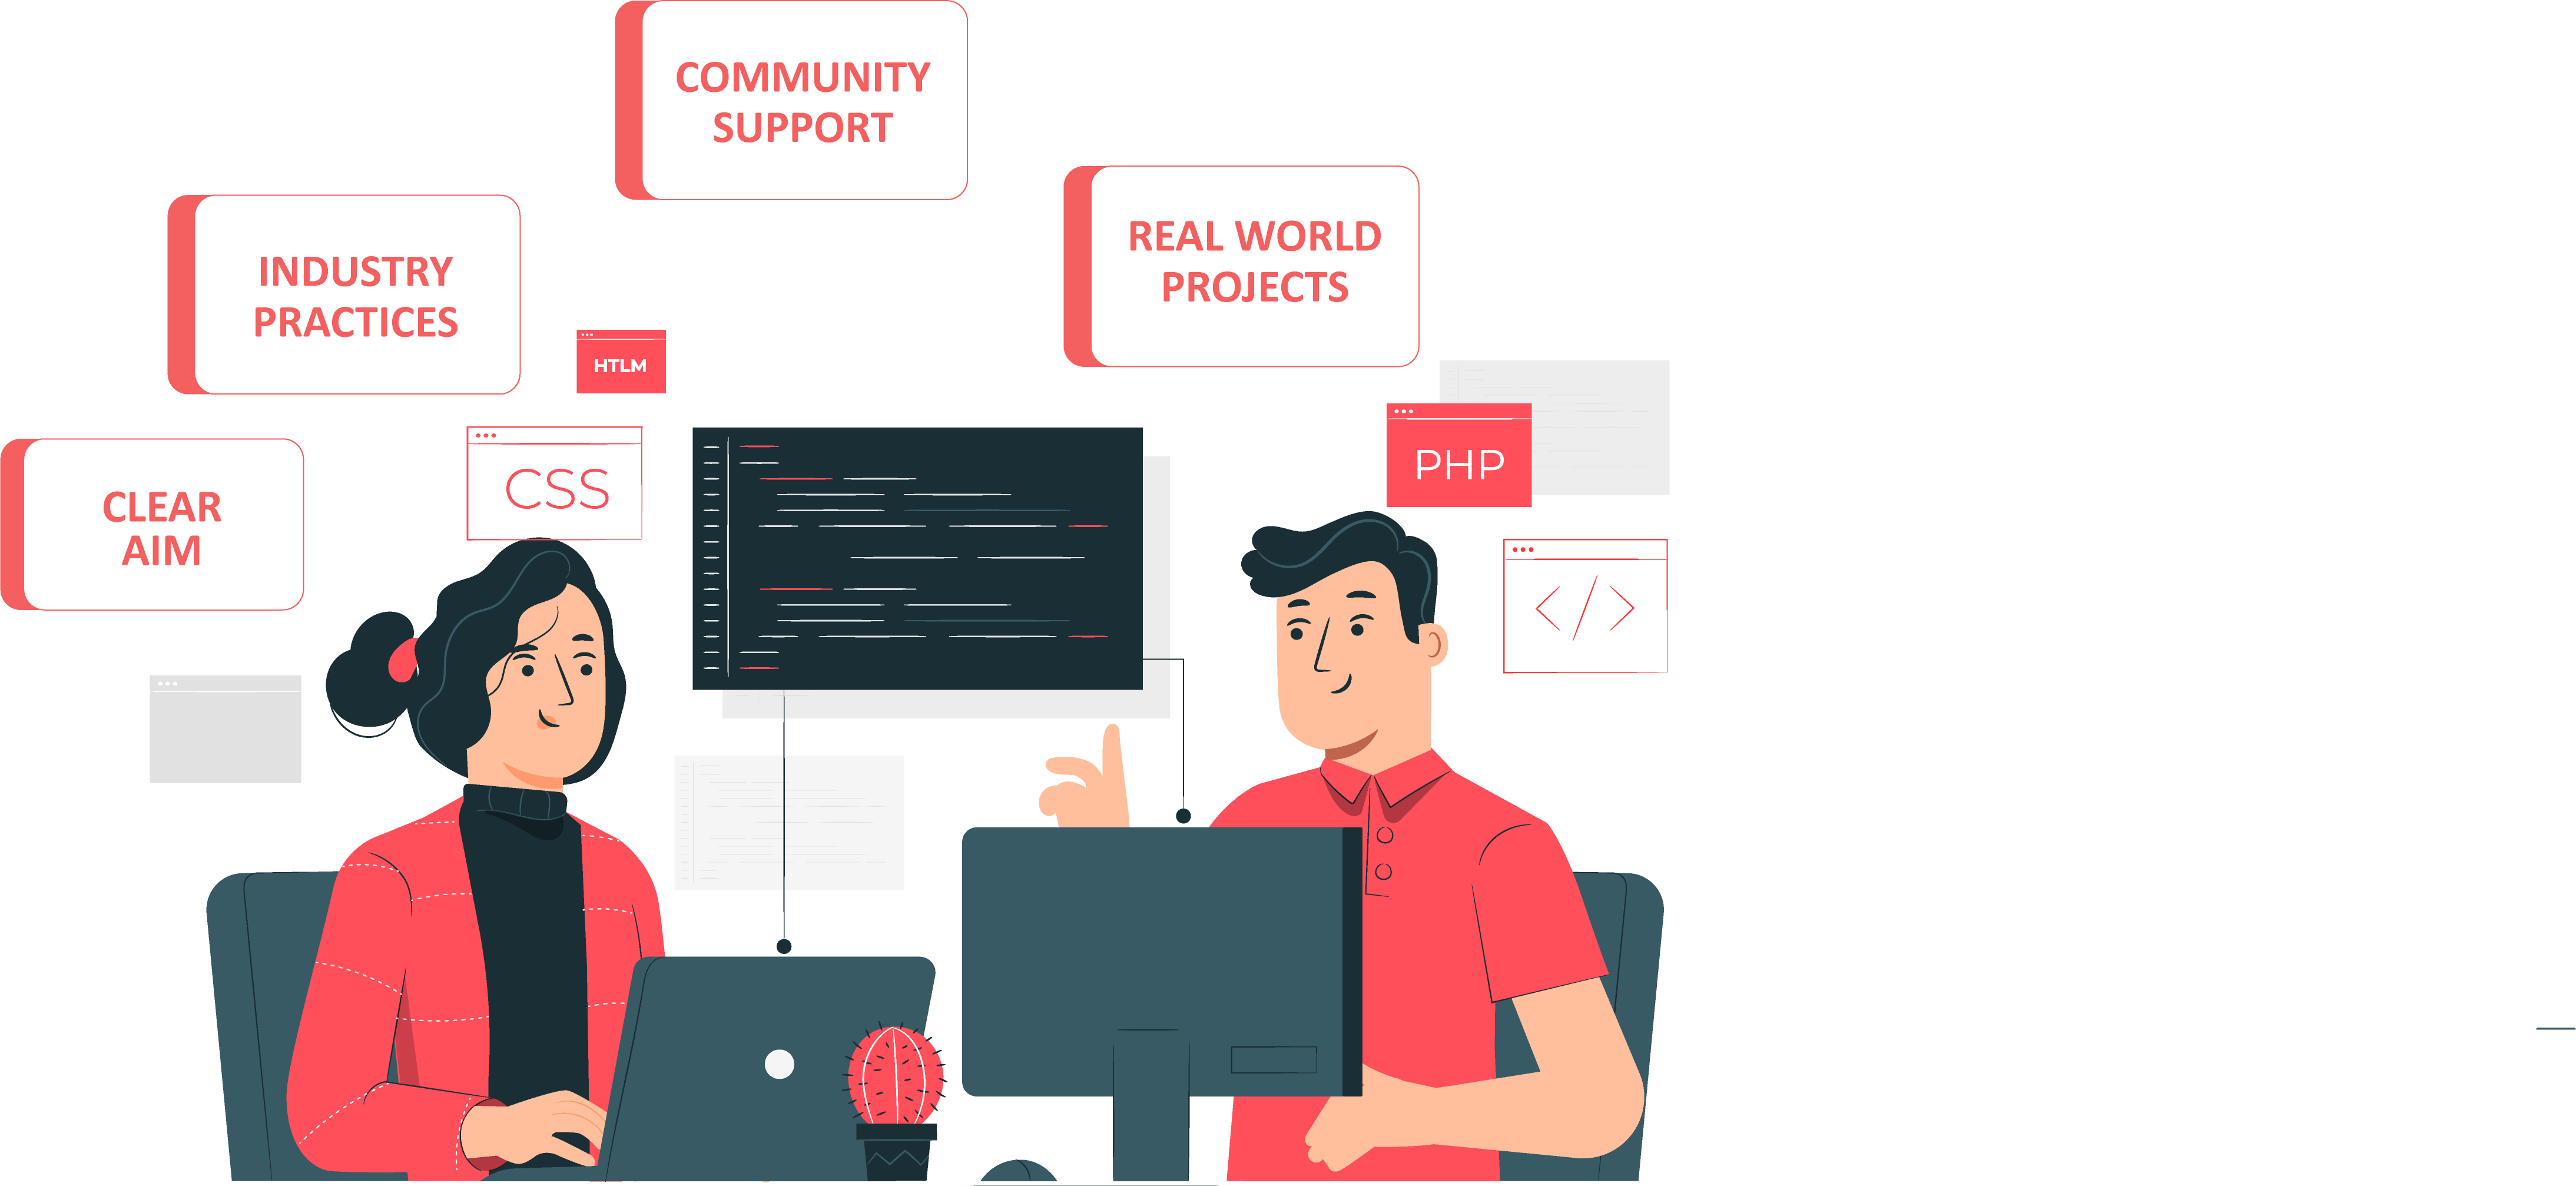 COMMUNITY
SUPPORT
REAL WORLD
PROJECTS
INDUSTRY
PRACTICES
HTLM
CSS
PHP
CLEAR
AIM
</>